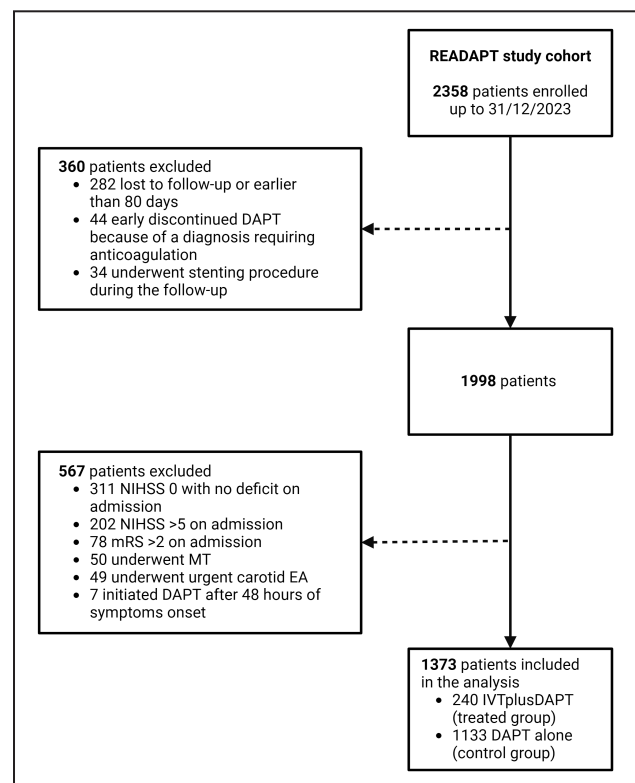 READAPT study cohort
2358 patients enrolled
up to 31/12/2023
360 patients excluded
• 282 lost to follow-up or earlier
than 80 days
• 44 early discontinued DAPT
because of a diagnosis requiring
anticoagulation
• 34 underwent stenting procedure
during the follow-up
1998 patients
567 patients excluded
• 311 NIHSS 0 with no deficit on
admission
• 202 NIHSS >5 on admission
• 78 mRS >2 on admission
• 50 underwent MT
• 49 underwent urgent carotid EA
• 7 initiated DAPT after 48 hours of
symptoms onset
1373 patients included
in the analysis
• 240 IVTplusDAPT
(treated group)
• 1133 DAPT alone
(control group)